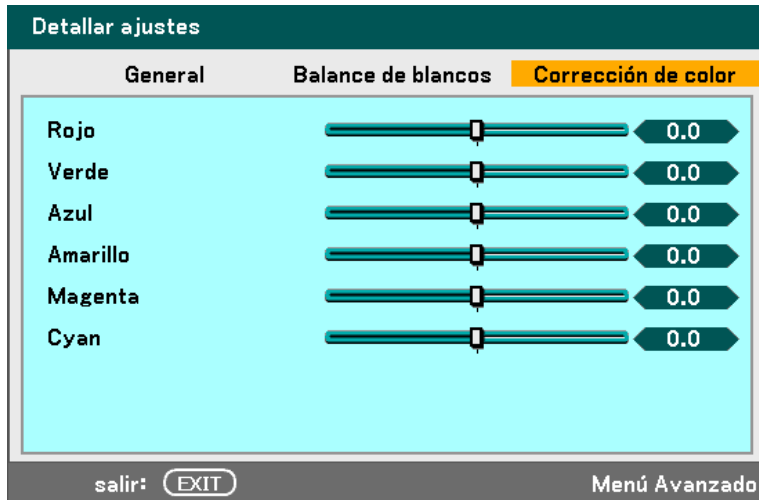 Detallar ajustes
General Balance de blancos Corrección de color
Rojo 0.0
Verde 0.0
Azul 0.0
Amarillo 0.0
Magenta 0.0
Cyan 0.0
salir: EXIT Menú Avanzado